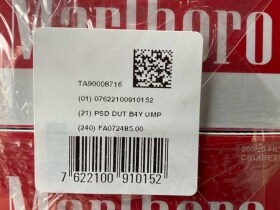 Marlboro
TA90008716
(01) 07622100910152
(21) PSD DUT B4Y UMP
(240) FA072485.00
7 622100 910152